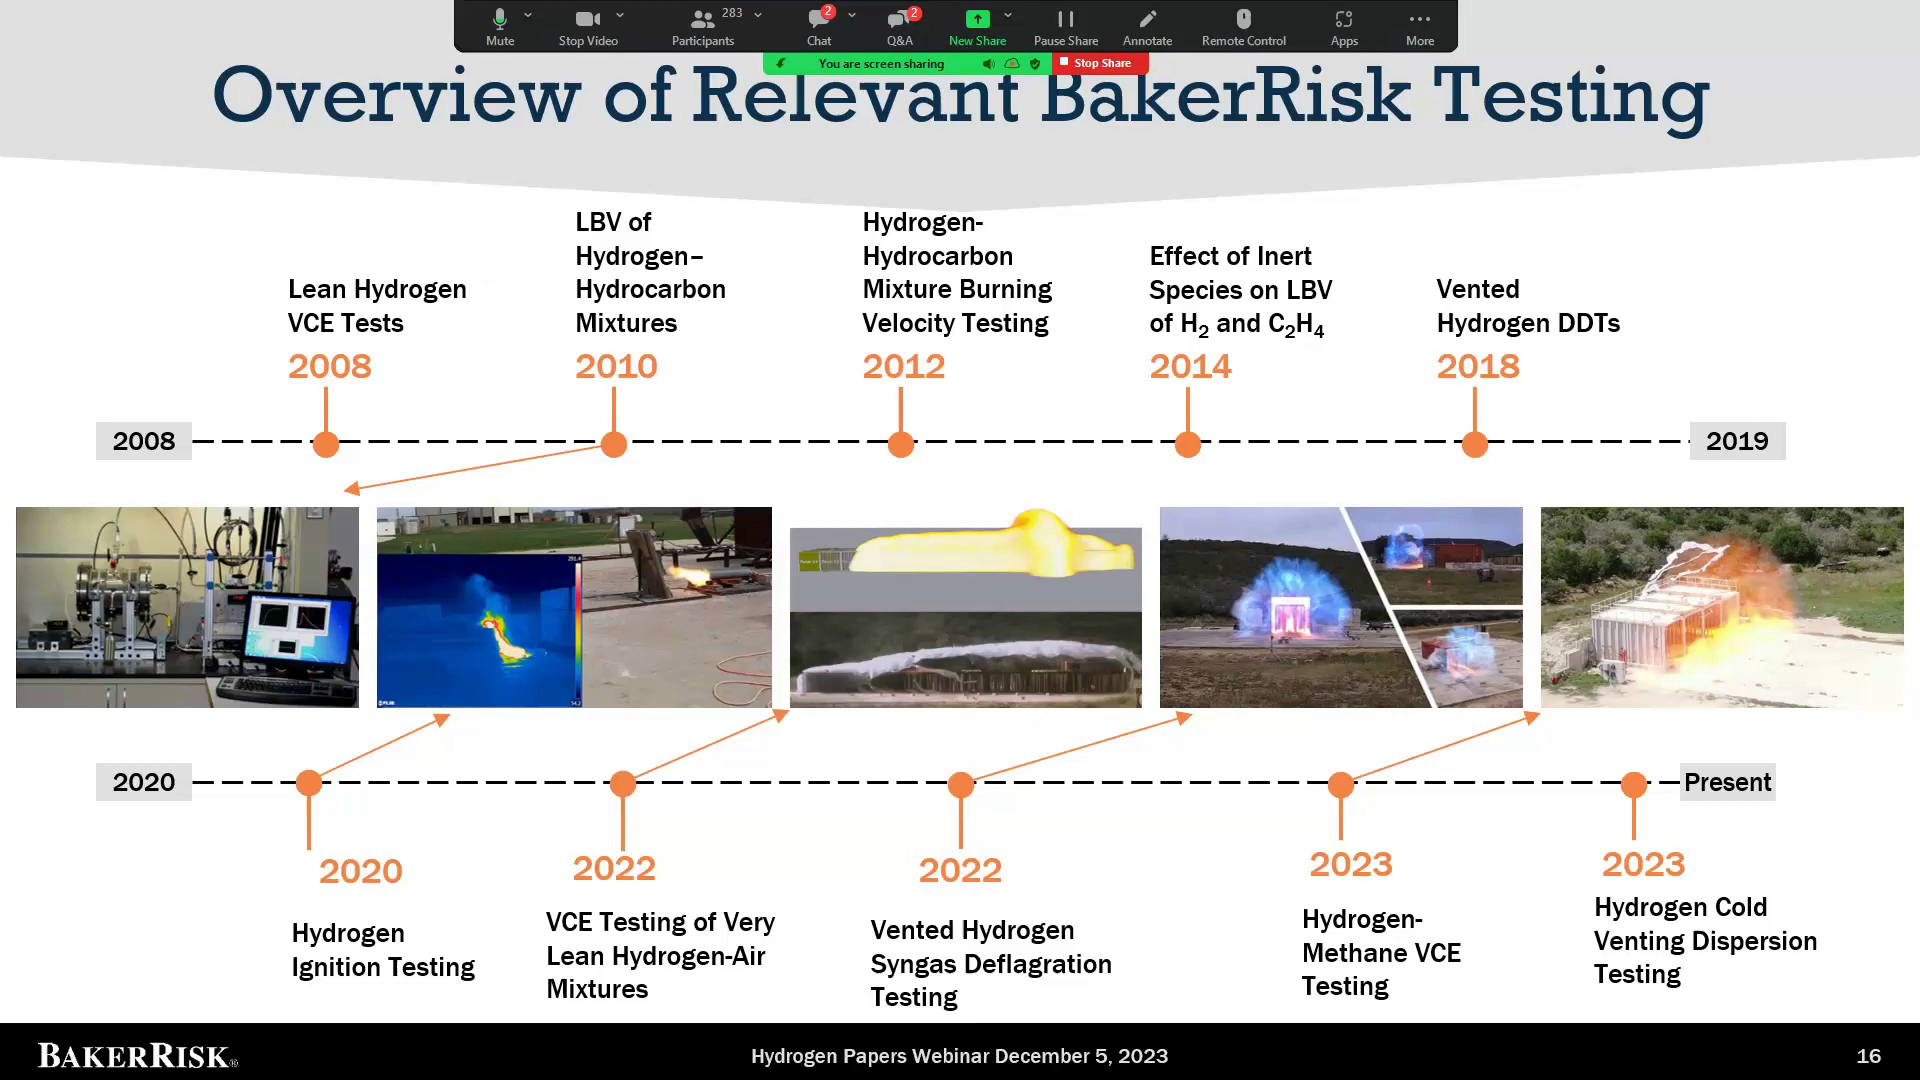 283
2
2
Mute
Stop Video
Participants
Chat
Q&A
New Share
Pause Share
Annotate
Remote Control
Apps
More
You are screen sharing
Stop Share
Overview of Relevant BakerRisk Testing
Lean Hydrogen
VCE Tests
2008
LBV of
Hydrogen–
Hydrocarbon
Mixtures
2010
Hydrogen-
Hydrocarbon
Mixture Burning
Velocity Testing
2012
Effect of Inert
Species on LBV
of H2 and C2H4
2014
Vented
Hydrogen DDTs
2018
2008
2019
2020
Present
2020
Hydrogen
Ignition Testing
2022
VCE Testing of Very
Lean Hydrogen-Air
Mixtures
2022
Vented Hydrogen
Syngas Deflagration
Testing
2023
Hydrogen-
Methane VCE
Testing
2023
Hydrogen Cold
Venting Dispersion
Testing
BAKERRISK®
Hydrogen Papers Webinar December 5, 2023
16